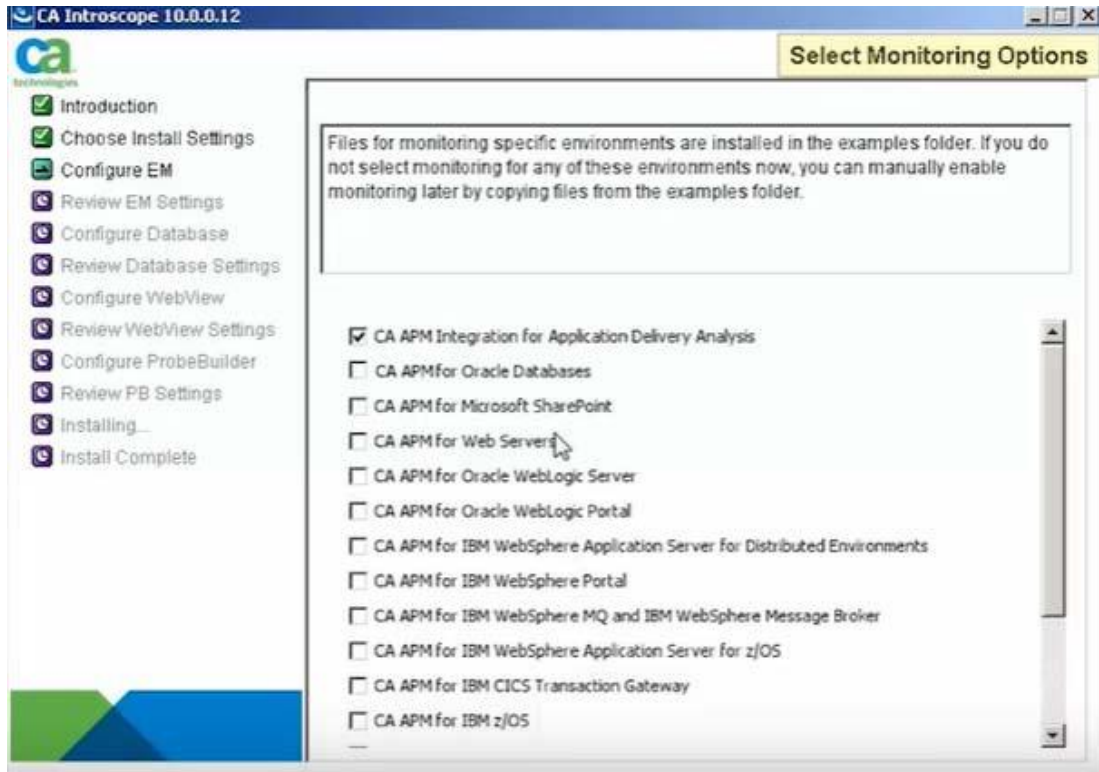 CA Introscope 10.0.0.12
ca
technologies
Select Monitoring Options
Introduction
Choose Install Settings
Configure EM
Review EM Settings
Configure Database
Review Database Settings
Configure WebView
Review WebView Settings
Configure ProbeBuilder
Review PB Settings
Installing...
Install Complete
Files for monitoring specific environments are installed in the examples folder. If you do
not select monitoring for any of these environments now, you can manually enable
monitoring later by copying files from the examples folder.
CA APM Integration for Application Delivery Analysis
CA APM for Oracle Databases
CA APM for Microsoft SharePoint
CA APM for Web Servers
CA APM for Oracle WebLogic Server
CA APM for Oracle WebLogic Portal
CA APM for IBM WebSphere Application Server for Distributed Environments
CA APM for IBM WebSphere Portal
CA APM for IBM WebSphere MQ and IBM WebSphere Message Broker
CA APM for IBM WebSphere Application Server for z/OS
CA APM for IBM CICS Transaction Gateway
CA APM for IBM z/OS